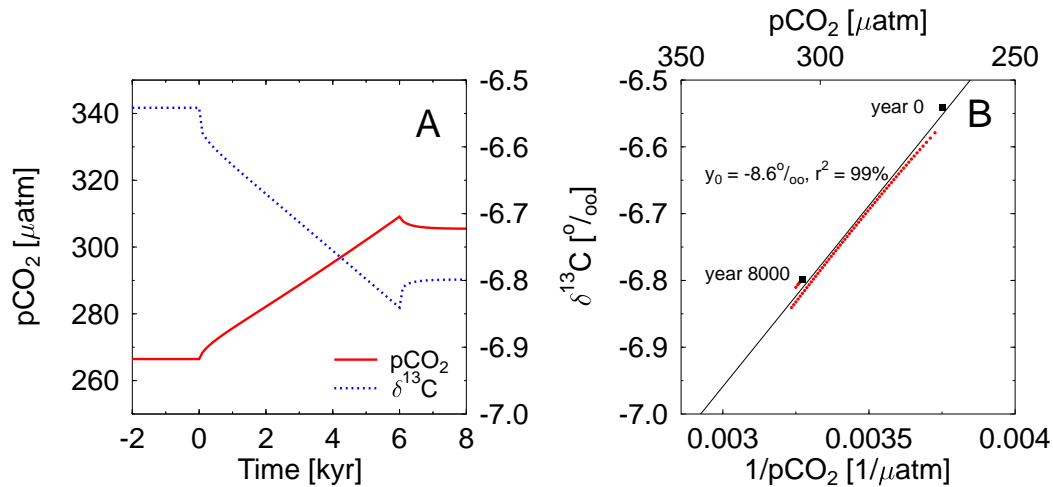 A
pCO2 [μatm]
340
320
300
280
260
-6.5
-6.6
-6.7
-6.8
-6.9
-7.0
pCO2
δ13C
-2 0 2 4 6 8
Time [kyr]
pCO2 [μatm]
350 300 250
B
δ13C [o/oo]
-6.5
-6.6
-6.7
-6.8
-6.9
-7.0
year 0
y0 = -8.6o/oo, r2 = 99%
year 8000
0.003 0.0035 0.004
1/pCO2 [1/μatm]